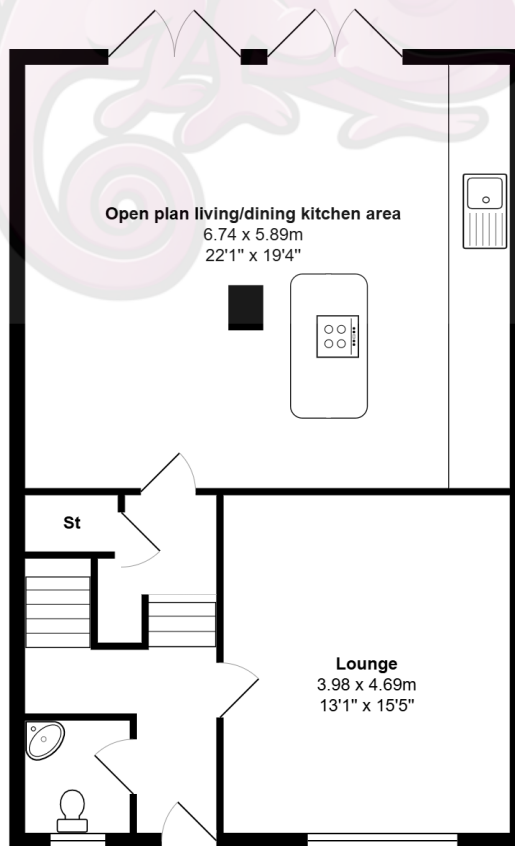 Open plan living/dining kitchen area
6.74 x 5.89m
22'1" x 19'4"
St
Lounge
3.98 x 4.69m
13'1" x 15'5"